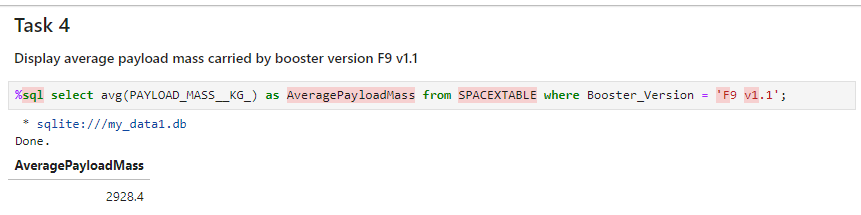 Task 4
Display average payload mass carried by booster version F9 v1.1
%sql select avg(PAYLOAD_MASS__KG_) as AveragePayloadMass from SPACEXTABLE where Booster_Version = 'F9 v1.1';
* sqlite:///my_data1.db
Done.
AveragePayloadMass
2928.4